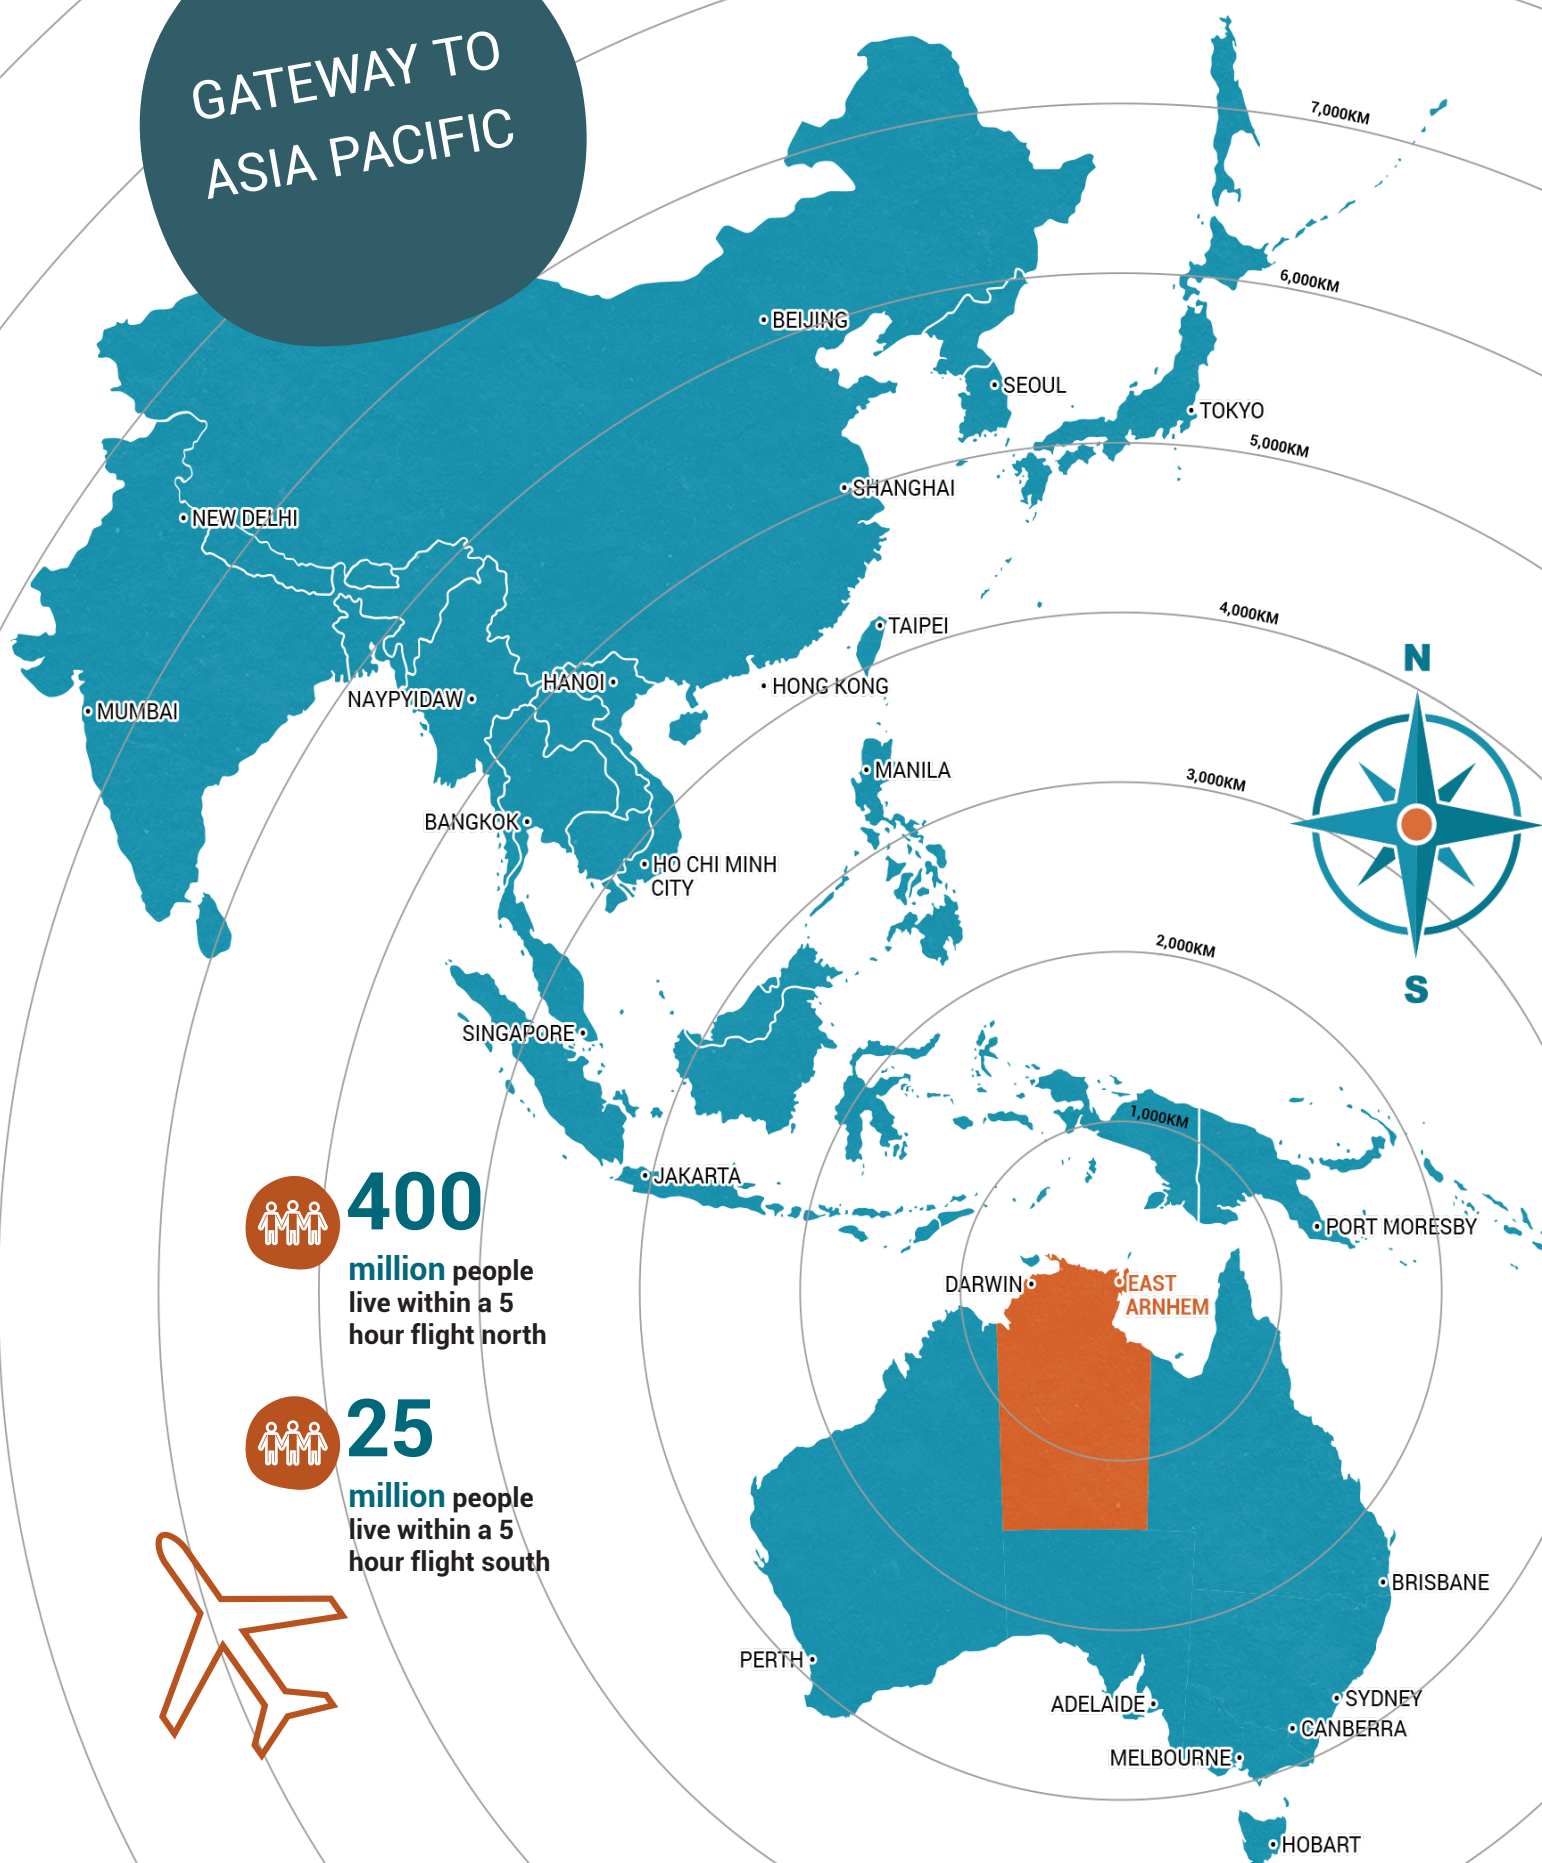 GATEWAY TO
ASIA PACIFIC
7,000KM
6,000KM
BEIJING
SEOUL
TOKYO
5,000KM
SHANGHAI
NEW DELHI
4,000KM
TAIPEI
N
HANOI
HONG KONG
NAYPYIDAW
MUMBAI
MANILA
3,000KM
BANGKOK
HO CHI MINH
CITY
2,000KM
S
SINGAPORE
1,000KM
JAKARTA
400
million people
live within a 5
hour flight north
PORT MORESBY
DARWIN
EAST
ARNHEM
25
million people
live within a 5
hour flight south
BRISBANE
PERTH
ADELAIDE
SYDNEY
CANBERRA
MELBOURNE
HOBART